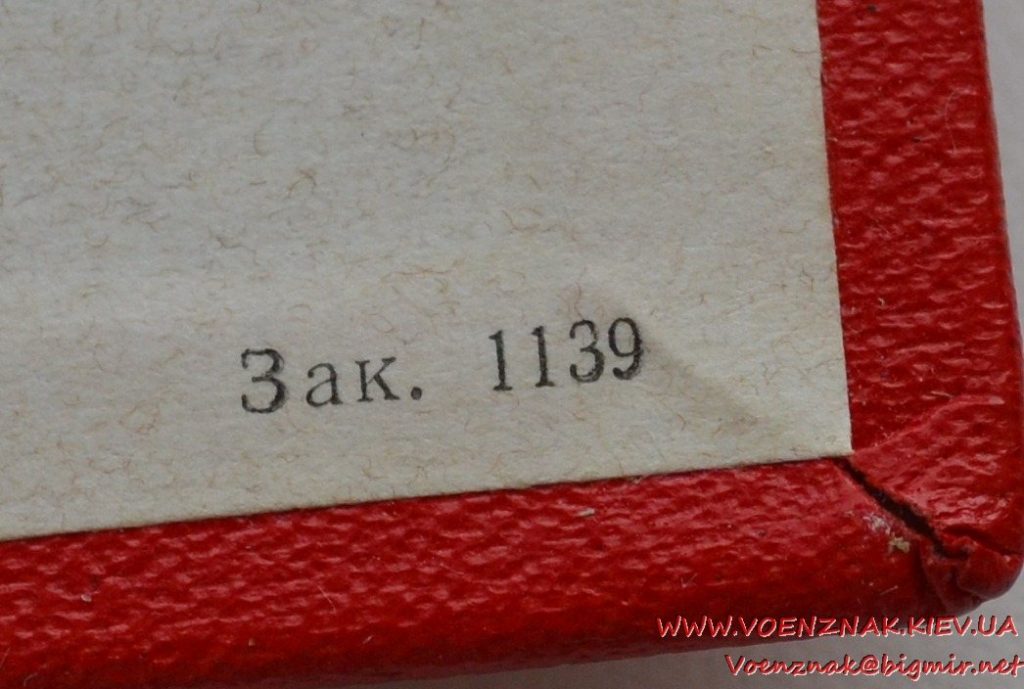 Зак. 1139
WWW.VOENZNAK.KIEV.UA
Voenznak@bigmir.net